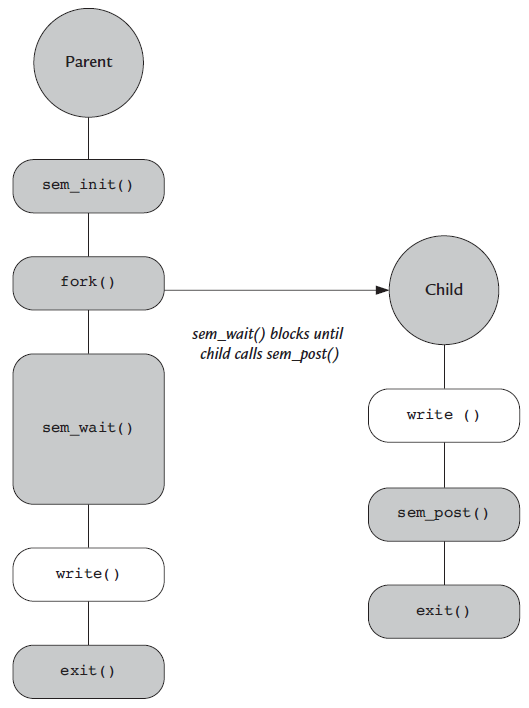 Parent
sem_init()
fork()
sem_wait() blocks until
child calls sem_post()
sem_wait()
write()
exit()
Child
write ()
sem_post()
exit()